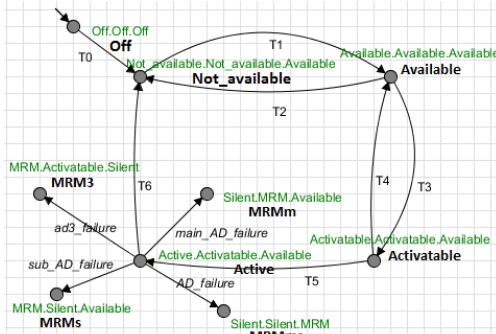 Off.Off.Off
Off
T0
T1
Not_available.Not_available.Available
Not_available
Available.Available.Available
Available
T2
T6
T4
T3
MRM.Activatable.Silent
MRM3
Silent.MRM.Available
MRMm
ad3_failure
main_AD_failure
Activatable.Activatable.Available
Activatable
Active.Activatable.Available
Active
sub_AD_failure
AD_failure
T5
MRM.Silent.Available
MRMs
Silent.Silent.MRM